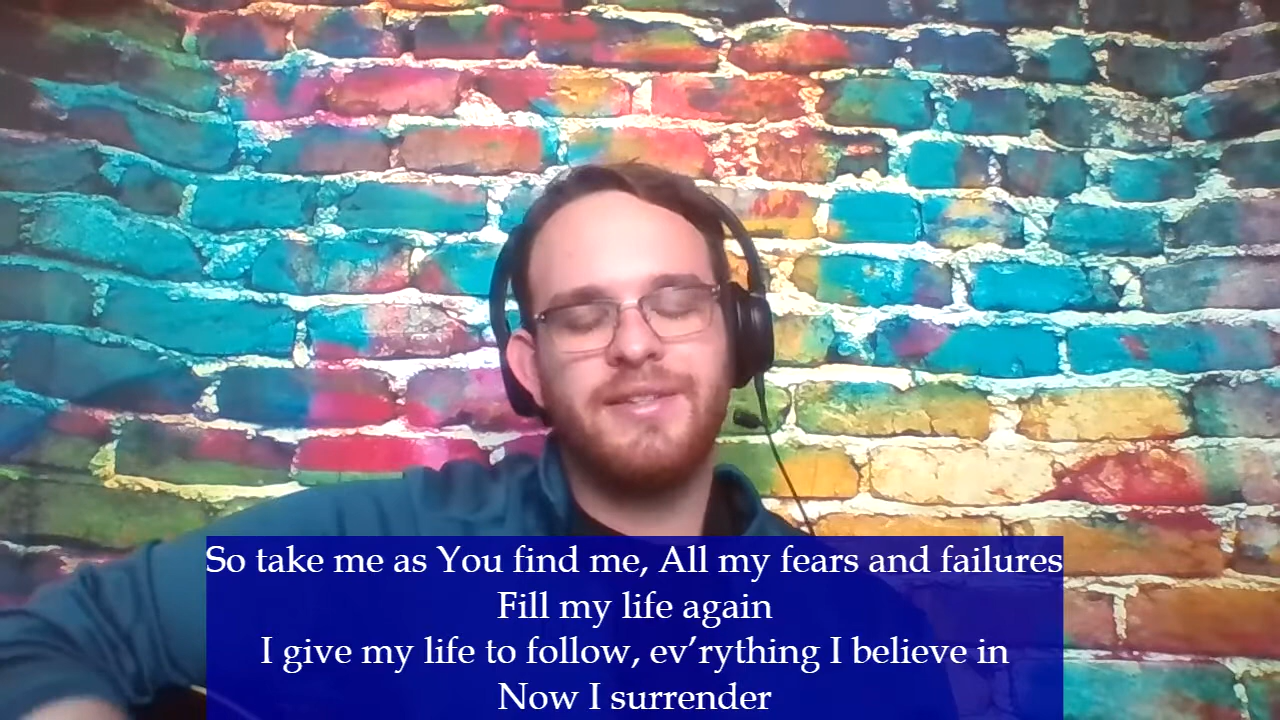 So take me as You find me, All my fears and failures
Fill my life again
I give my life to follow, ev’rything I believe in
Now I surrender